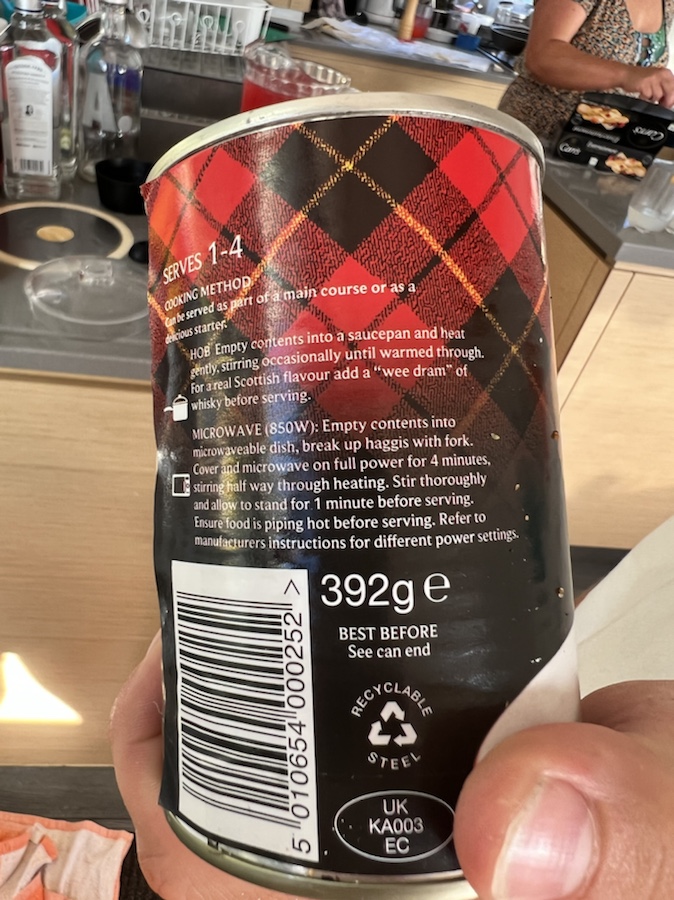 SERVES 1-4
COOKING METHOD
Can be served as part of a main course or as a
delicious starter.
HOB Empty contents into a saucepan and heat
gently, stirring occasionally until warmed through.
For a real Scottish flavour add a “wee dram” of
whisky before serving.
MICROWAVE (850W): Empty contents into
microwaveable dish, break up haggis with fork.
Cover and microwave on full power for 4 minutes,
stirring half way through heating. Stir thoroughly
and allow to stand for 1 minute before serving.
Ensure food is piping hot before serving. Refer to
manufacturers instructions for different power settings.
5 010654 000252 >
392g e
BEST BEFORE
See can end
RECYCLABLE
STEEL
UK
KA003
EC
Carr's